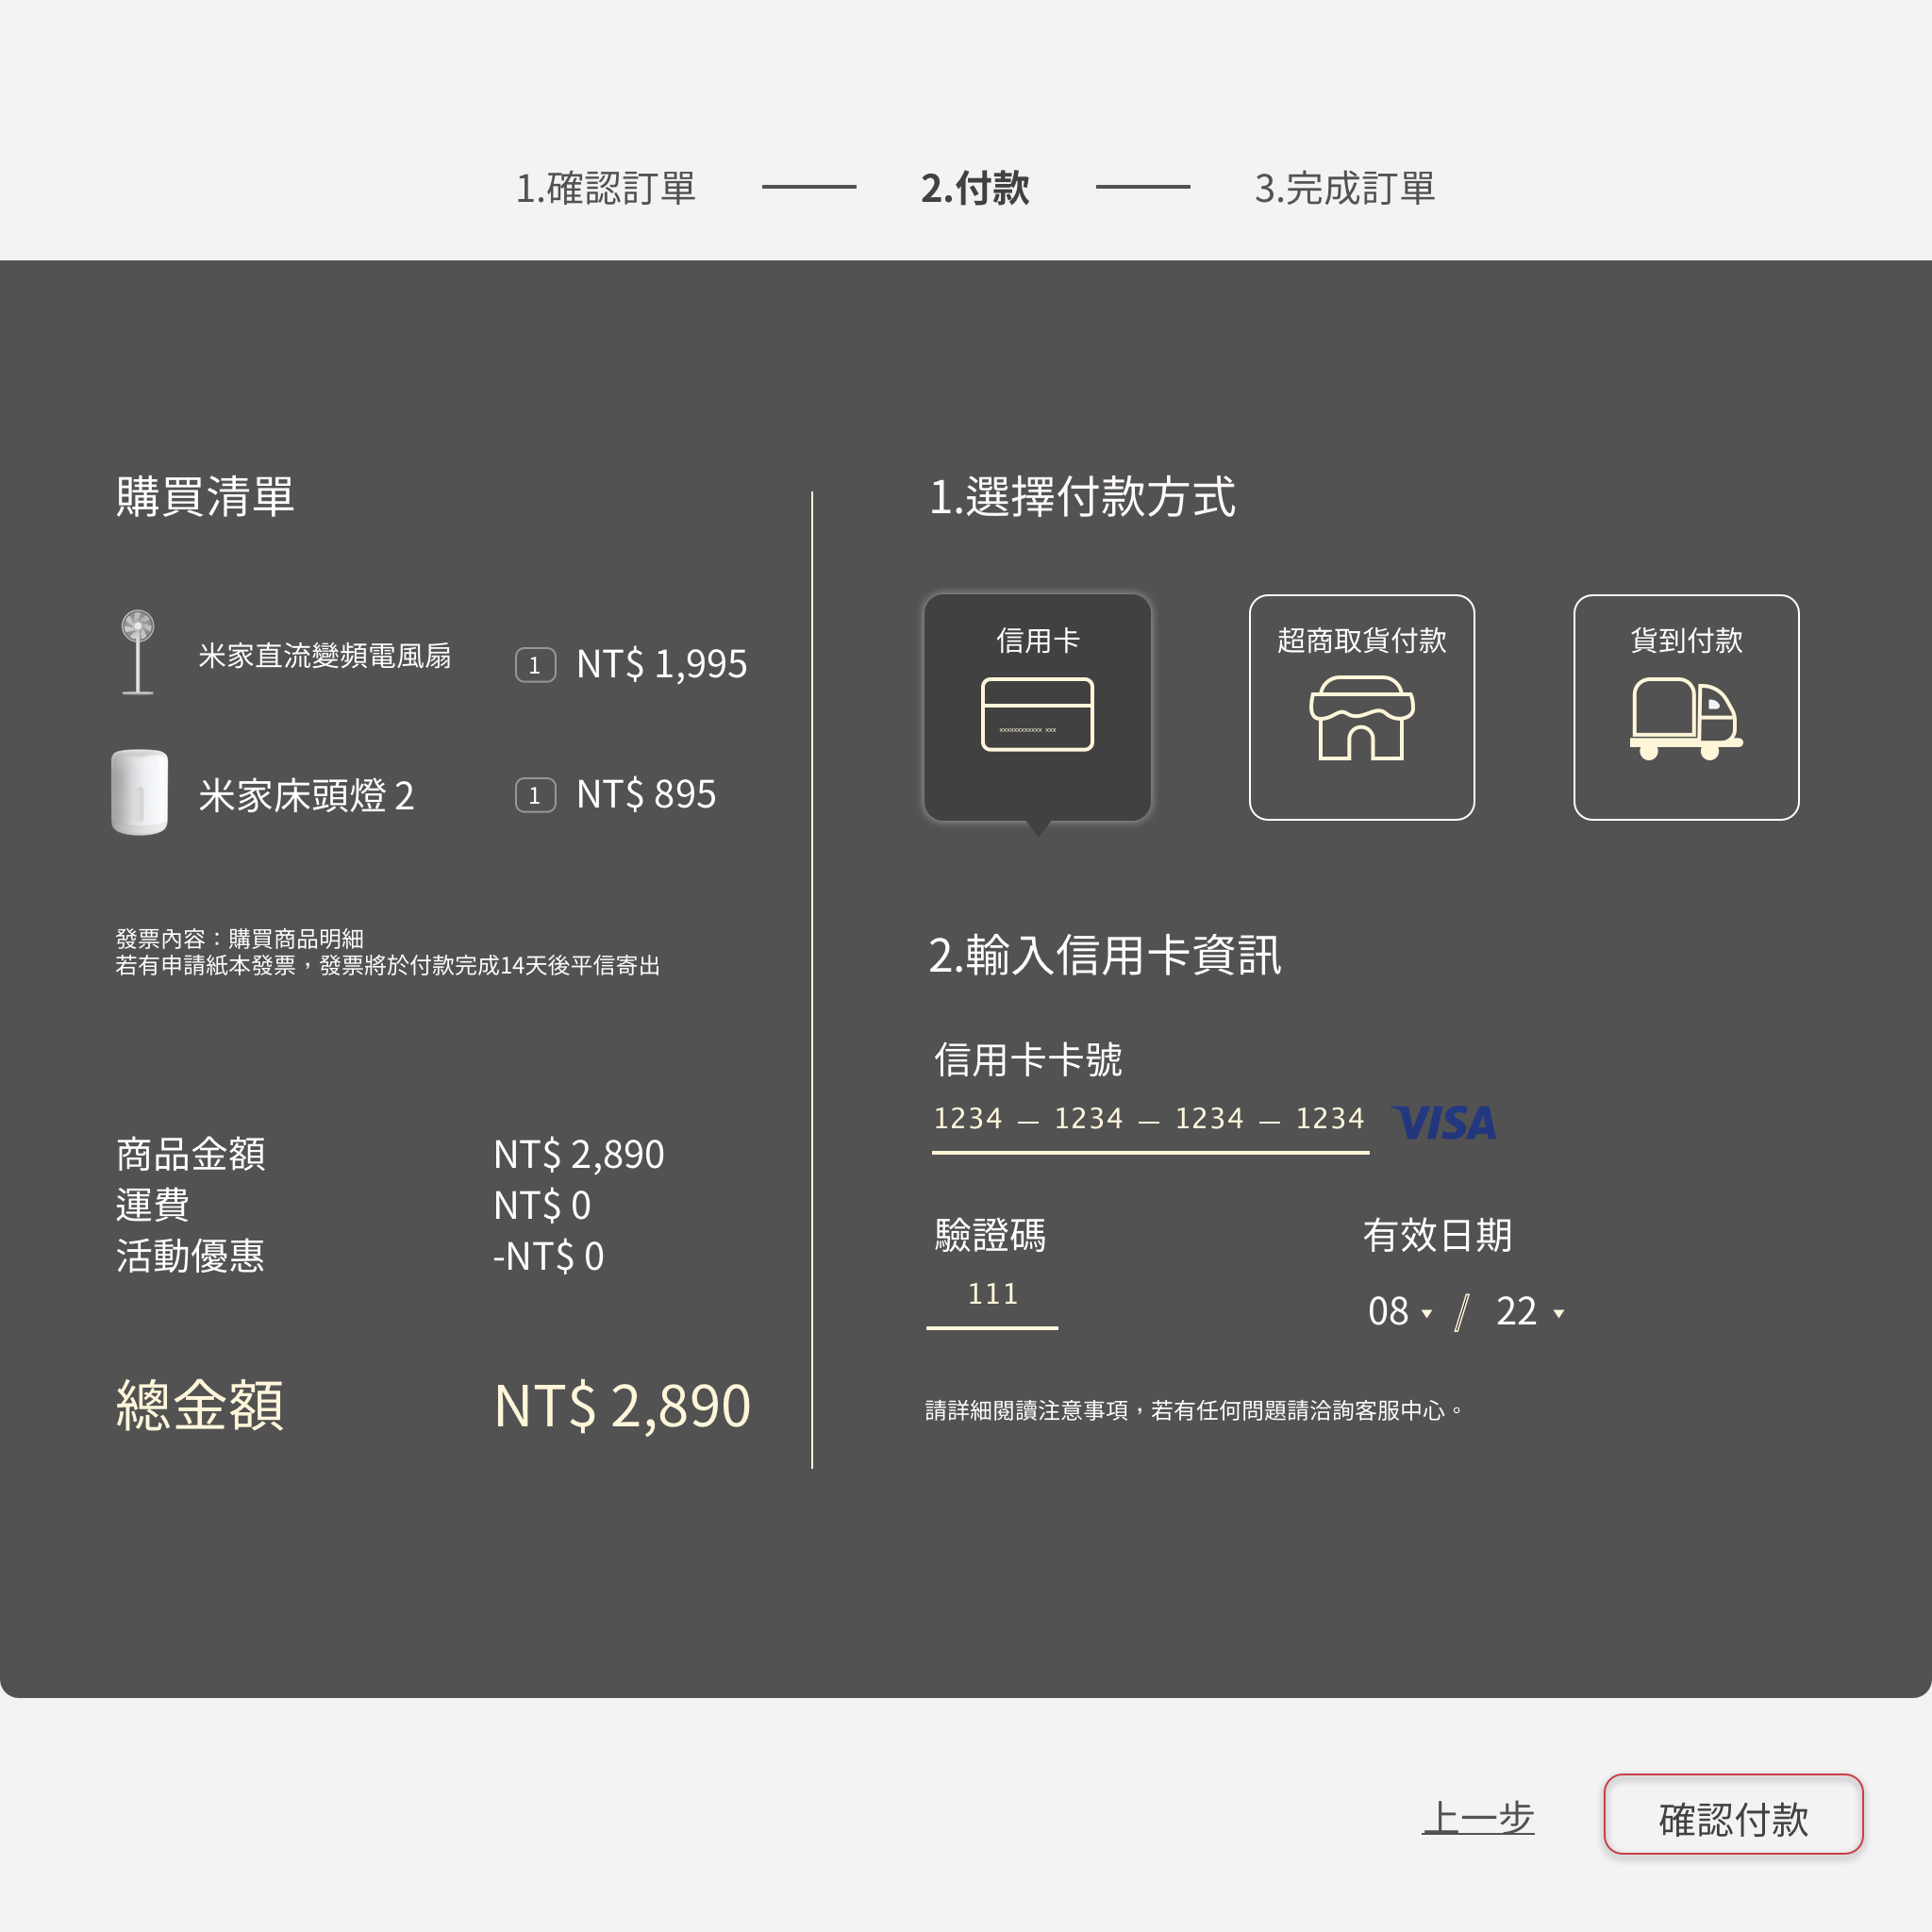 1.確認訂單
2.付款
3.完成訂單
購買清單
米家直流變頻電風扇 1 NT$ 1,995
米家床頭燈 2 1 NT$ 895
發票內容：購買商品明細
若有申請紙本發票，發票將於付款完成14天後平信寄出
商品金額 NT$ 2,890
運費 NT$ 0
活動優惠 -NT$ 0
總金額 NT$ 2,890
1.選擇付款方式
信用卡
xxxxxxxxxxxx xxx
超商取貨付款
貨到付款
2.輸入信用卡資訊
信用卡卡號
1234 — 1234 — 1234 — 1234 VISA
驗證碼
111
有效日期
08 / 22
請詳細閱讀注意事項，若有任何問題請洽詢客服中心。
上一步
確認付款